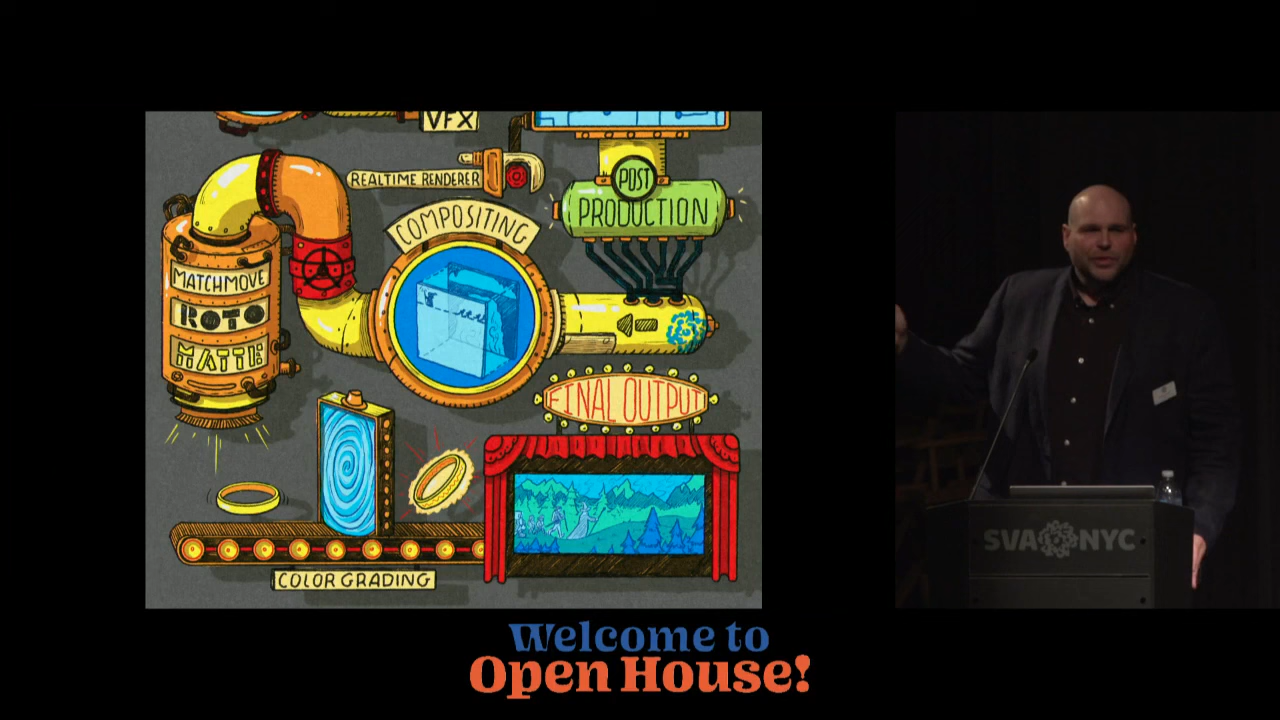 VFX
REALTIME RENDERER
POST
PRODUCTION
COMPOSITING
MATCHMOVE
ROTO
MATTE
FINAL OUTPUT
COLOR GRADING
SVA NYC
Welcome to
Open House!